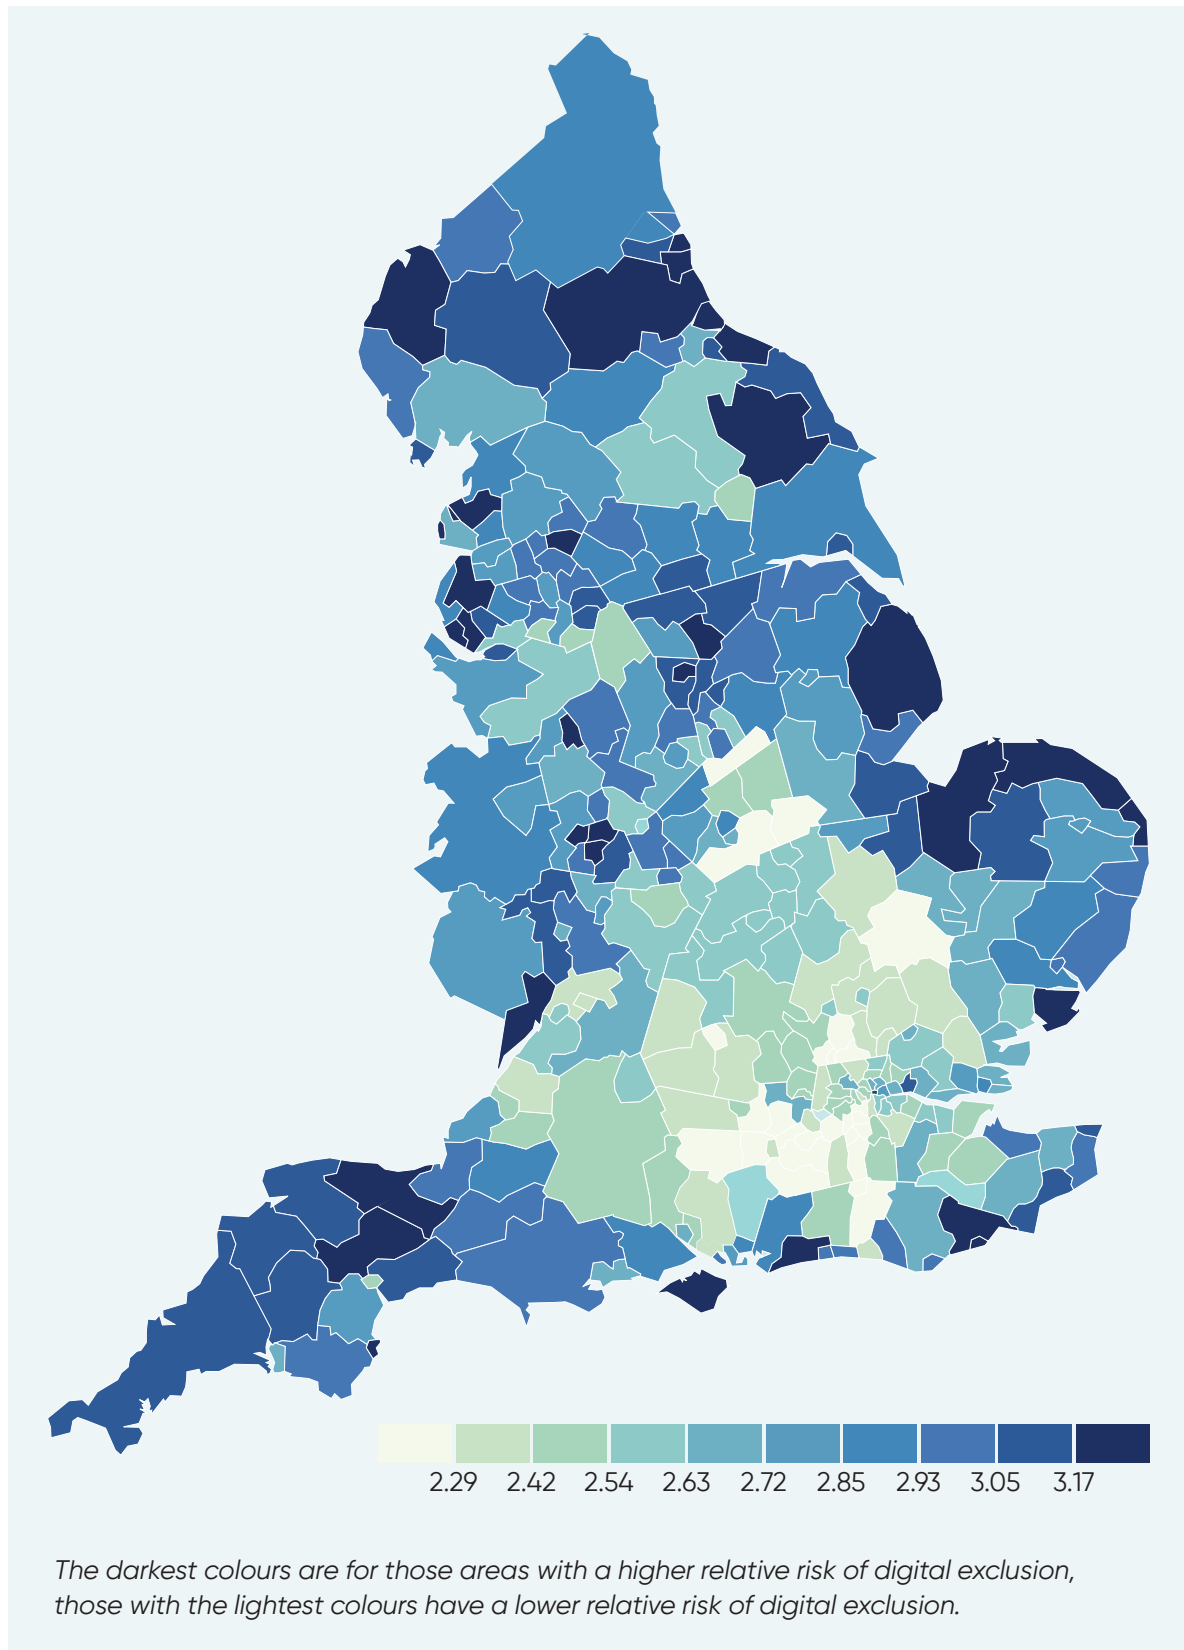 2.29 2.42 2.54 2.63 2.72 2.85 2.93 3.05 3.17
The darkest colours are for those areas with a higher relative risk of digital exclusion,
those with the lightest colours have a lower relative risk of digital exclusion.